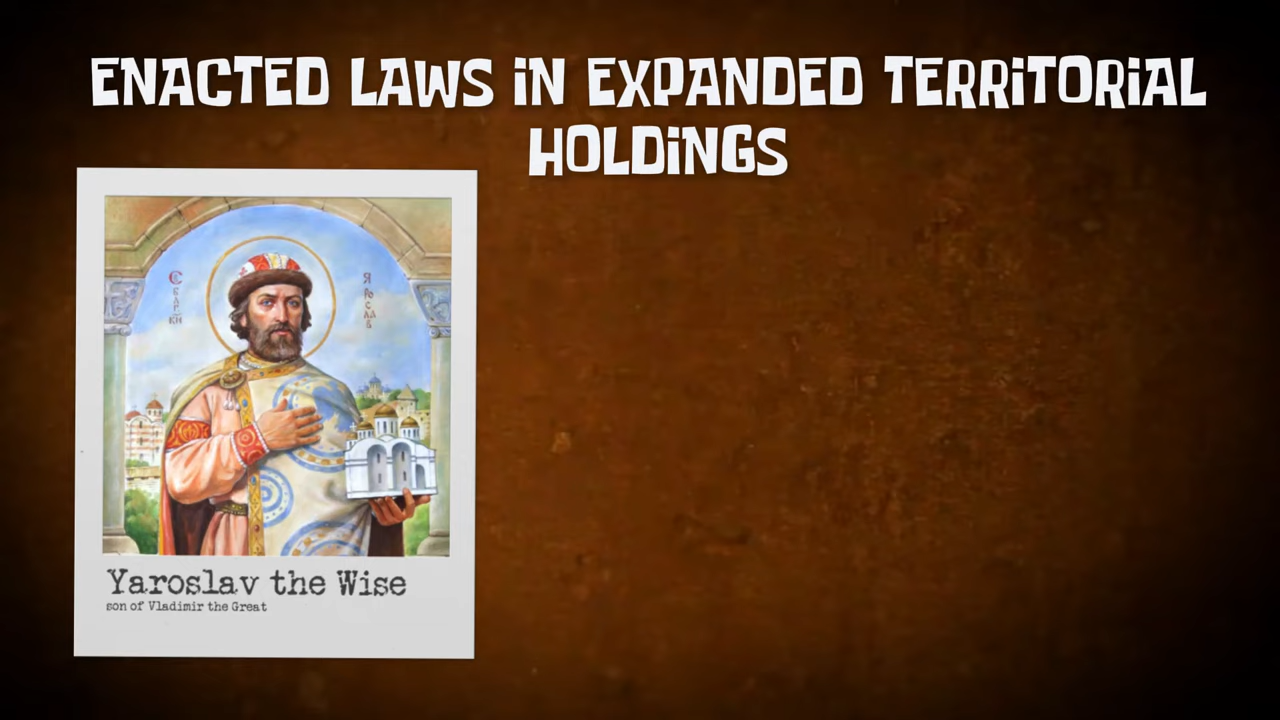 ENACTED LAWS iN EXPANDED TERRiTORiAL
HOLDiNGS
Yaroslav the Wise
son of Vladimir the Great